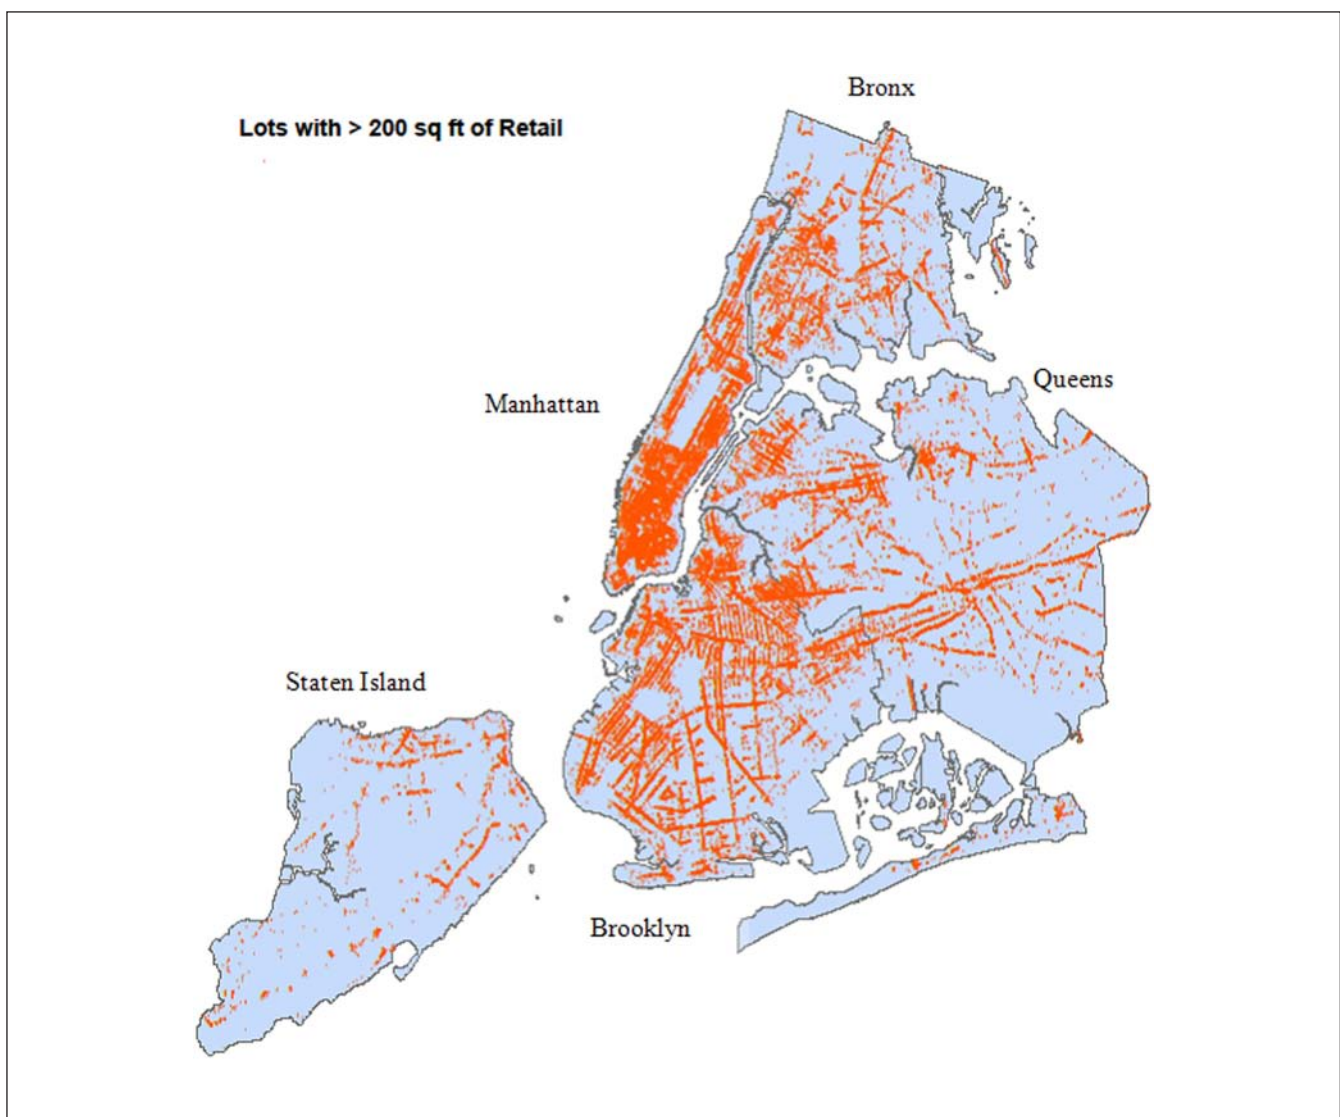 Bronx
Lots with > 200 sq ft of Retail
Queens
Manhattan
Staten Island
Brooklyn